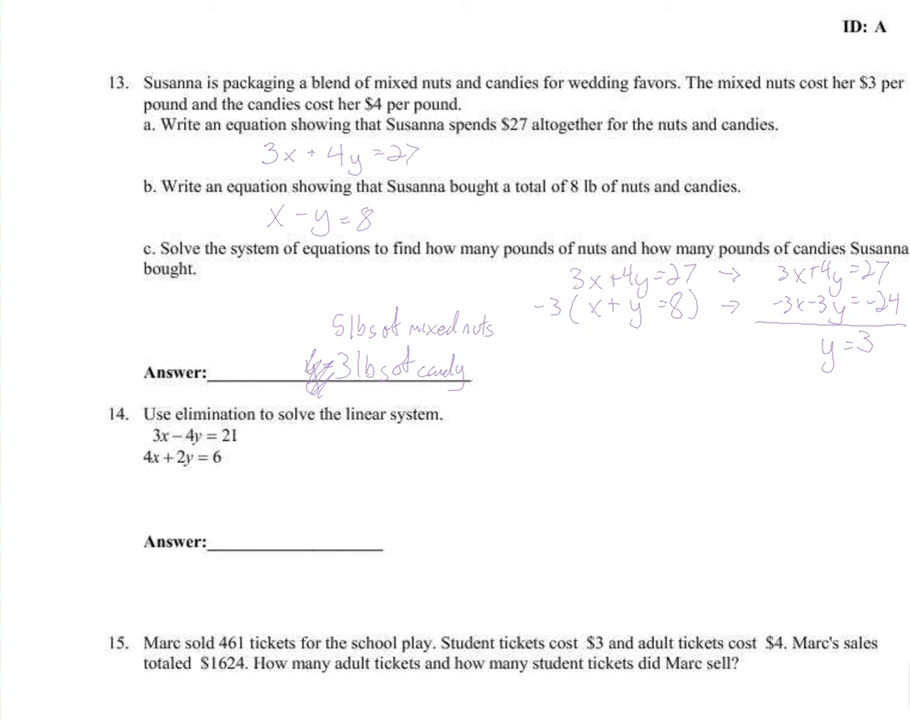 ID: A
13. Susanna is packaging a blend of mixed nuts and candies for wedding favors. The mixed nuts cost her $3 per
pound and the candies cost her $4 per pound.
a. Write an equation showing that Susanna spends $27 altogether for the nuts and candies.
3x + 4y = 27
b. Write an equation showing that Susanna bought a total of 8 lb of nuts and candies.
x - y = 8
c. Solve the system of equations to find how many pounds of nuts and how many pounds of candies Susanna
bought.
3x + 4y = 27 → 3x + 4y = 27
-3(x + y = 8) → -3x - 3y = -24
y = 3
5 lbs of mixed nuts
3 lbs of candy
Answer:
14. Use elimination to solve the linear system.
3x – 4y = 21
4x + 2y = 6
Answer:
15. Marc sold 461 tickets for the school play. Student tickets cost $3 and adult tickets cost $4. Marc's sales
totaled $1624. How many adult tickets and how many student tickets did Marc sell?